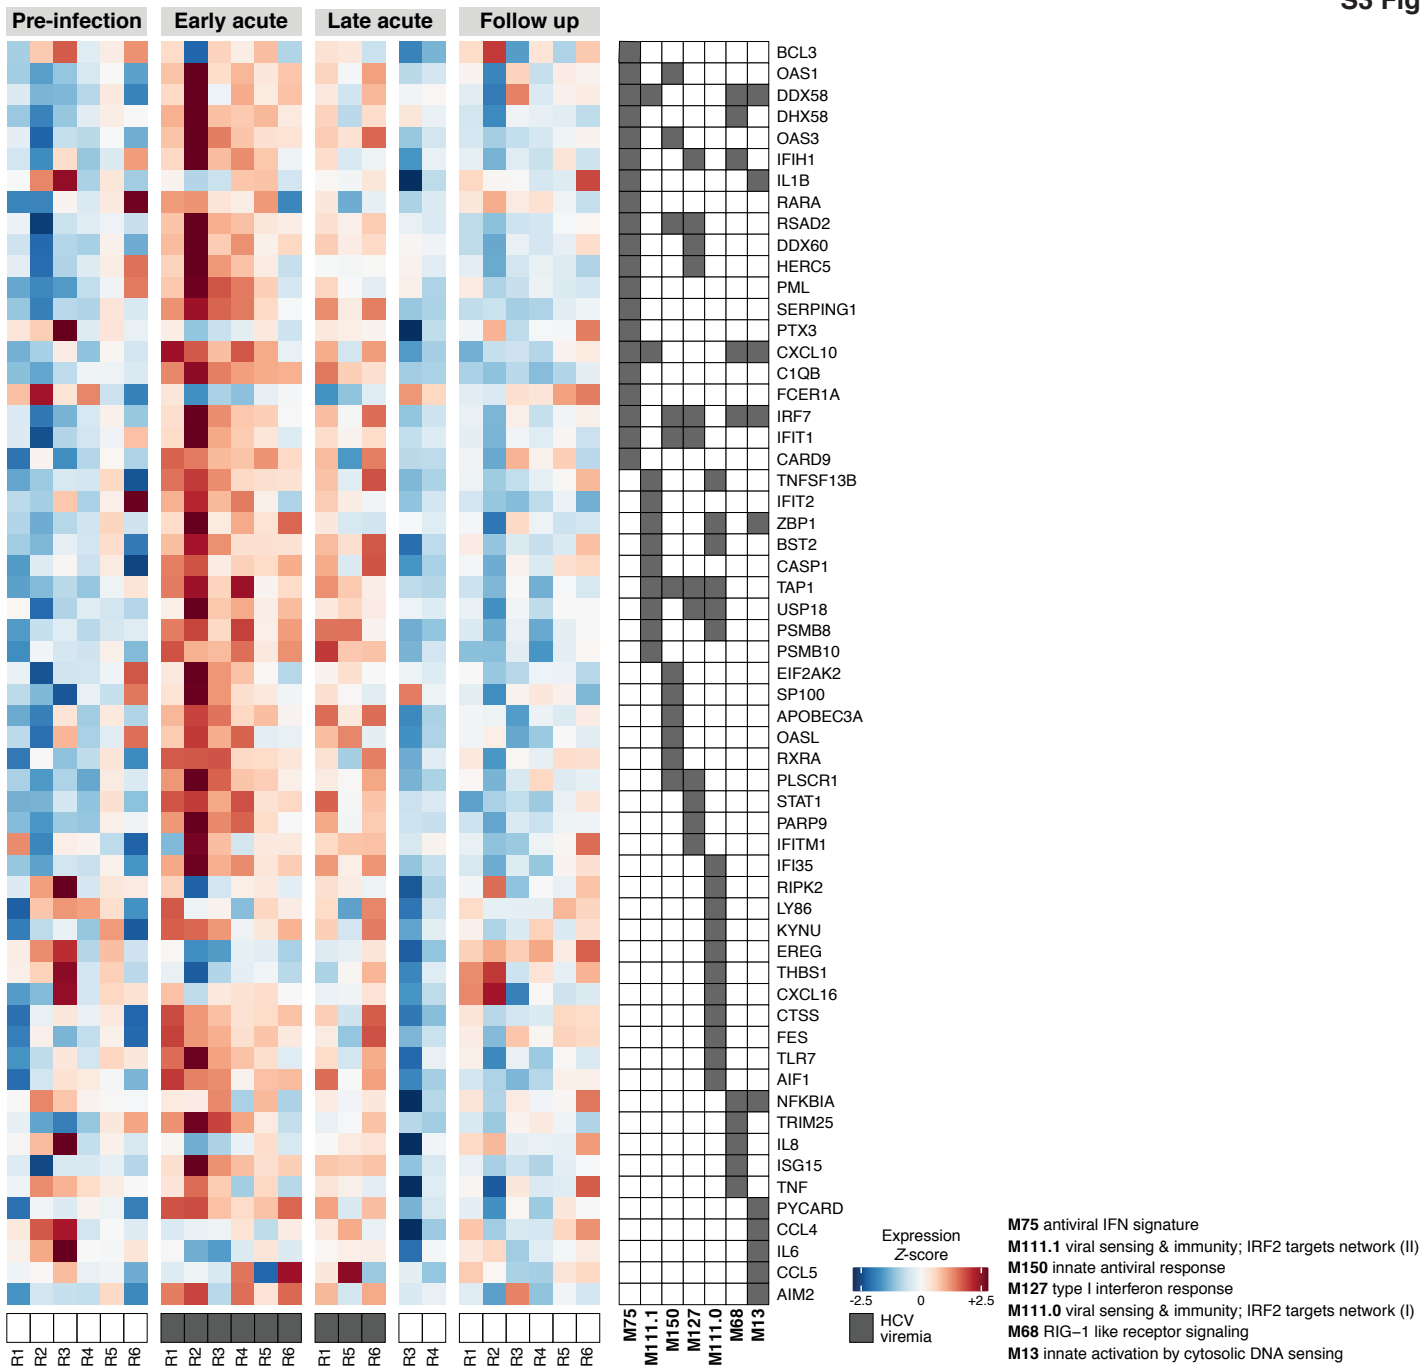 S3 Fig
Pre-infection Early acute Late acute Follow up
BCL3
OAS1
DDX58
DHX58
OAS3
IFIH1
IL1B
RARA
RSAD2
DDX60
HERC5
PML
SERPING1
PTX3
CXCL10
C1QB
FCER1A
IRF7
IFIT1
CARD9
TNFSF13B
IFIT2
ZBP1
BST2
CASP1
TAP1
USP18
PSMB8
PSMB10
EIF2AK2
SP100
APOBEC3A
OASL
RXRA
PLSCR1
STAT1
PARP9
IFITM1
IFI35
RIPK2
LY86
KYNU
EREG
THBS1
CXCL16
CTSS
FES
TLR7
AIF1
NFKBIA
TRIM25
IL8
ISG15
TNF
PYCARD
CCL4
IL6
CCL5
AIM2
R1 R2 R3 R4 R5 R6 R1 R2 R3 R4 R5 R6 R1 R5 R6 R3 R4 R1 R2 R3 R4 R5 R6
M75 M111.1 M150 M127 M111.0 M68 M13
Expression
Z-score
-2.5 0 +2.5
HCV
viremia
M75 antiviral IFN signature
M111.1 viral sensing & immunity; IRF2 targets network (II)
M150 innate antiviral response
M127 type I interferon response
M111.0 viral sensing & immunity; IRF2 targets network (I)
M68 RIG−1 like receptor signaling
M13 innate activation by cytosolic DNA sensing